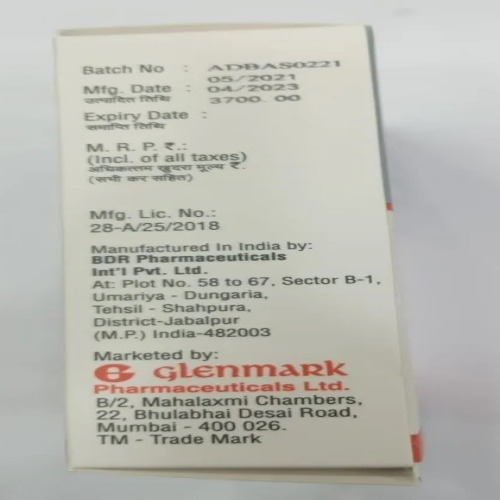 Batch No : ADBAS0221
05/2021
Mfg. Date : 04/2023
उत्पादित तिथि 3700.00
Expiry Date :
समाप्ति तिथि
M. R. P. ₹.:
(Incl. of all taxes)
अधिकत्तम खुदरा मूल्य ₹.
(सभी कर सहित)
Mfg. Lic. No.:
28-A/25/2018
Manufactured In India by:
BDR Pharmaceuticals
Int'l Pvt. Ltd.
At: Plot No. 58 to 67, Sector B-1,
Umariya - Dungaria,
Tehsil - Shahpura,
District-Jabalpur
(M.P.) India-482003
Marketed by:
G GLENMARK
Pharmaceuticals Ltd.
B/2, Mahalaxmi Chambers,
22, Bhulabhai Desai Road,
Mumbai - 400 026.
TM - Trade Mark